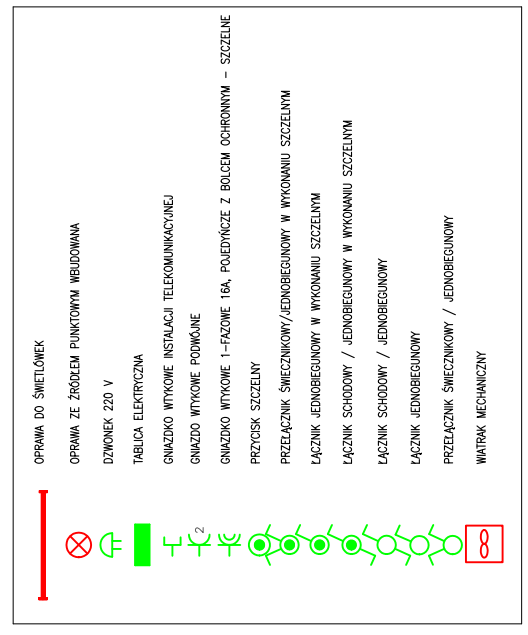 OPRAWA DO ŚWIETLÓWEK
OPRAWA ZE ŹRÓDŁEM PUNKTOWYM WBUDOWANA
DZWONEK 220 V
TABLICA ELEKTRYCZNA
GNIAZDKO WTYKOWE INSTALACJI TELEKOMUNIKACYJNEJ
GNIAZDO WTYKOWE PODWÓJNE
2
GNIAZDKO WTYKOWE 1-FAZOWE 16A, POJEDYŃCZE Z BOLCEM OCHRONNYM - SZCZELNE
PRZYCISK SZCZELNY
PRZEŁĄCZNIK ŚWIECZNIKOWY/JEDNOBIEGUNOWY W WYKONANIU SZCZELNYM
ŁĄCZNIK JEDNOBIEGUNOWY W WYKONANIU SZCZELNYM
ŁĄCZNIK SCHODOWY / JEDNOBIEGUNOWY W WYKONANIU SZCZELNYM
ŁĄCZNIK SCHODOWY / JEDNOBIEGUNOWY
ŁĄCZNIK JEDNOBIEGUNOWY
PRZEŁĄCZNIK ŚWIECZNIKOWY / JEDNOBIEGUNOWY
WIATRAK MECHANICZNY